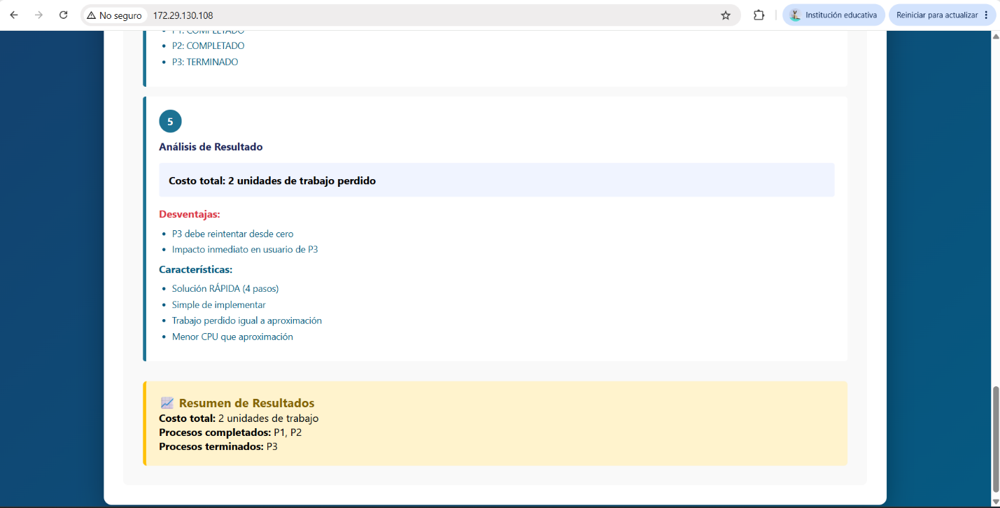 No seguro
172.29.130.108
Institución educativa
Reiniciar para actualizar
P1: COMPLETADO
P2: COMPLETADO
P3: TERMINADO
5
Análisis de Resultado
Costo total: 2 unidades de trabajo perdido
Desventajas:
P3 debe reintentar desde cero
Impacto inmediato en usuario de P3
Características:
Solución RÁPIDA (4 pasos)
Simple de implementar
Trabajo perdido igual a aproximación
Menor CPU que aproximación
Resumen de Resultados
Costo total: 2 unidades de trabajo
Procesos completados: P1, P2
Procesos terminados: P3